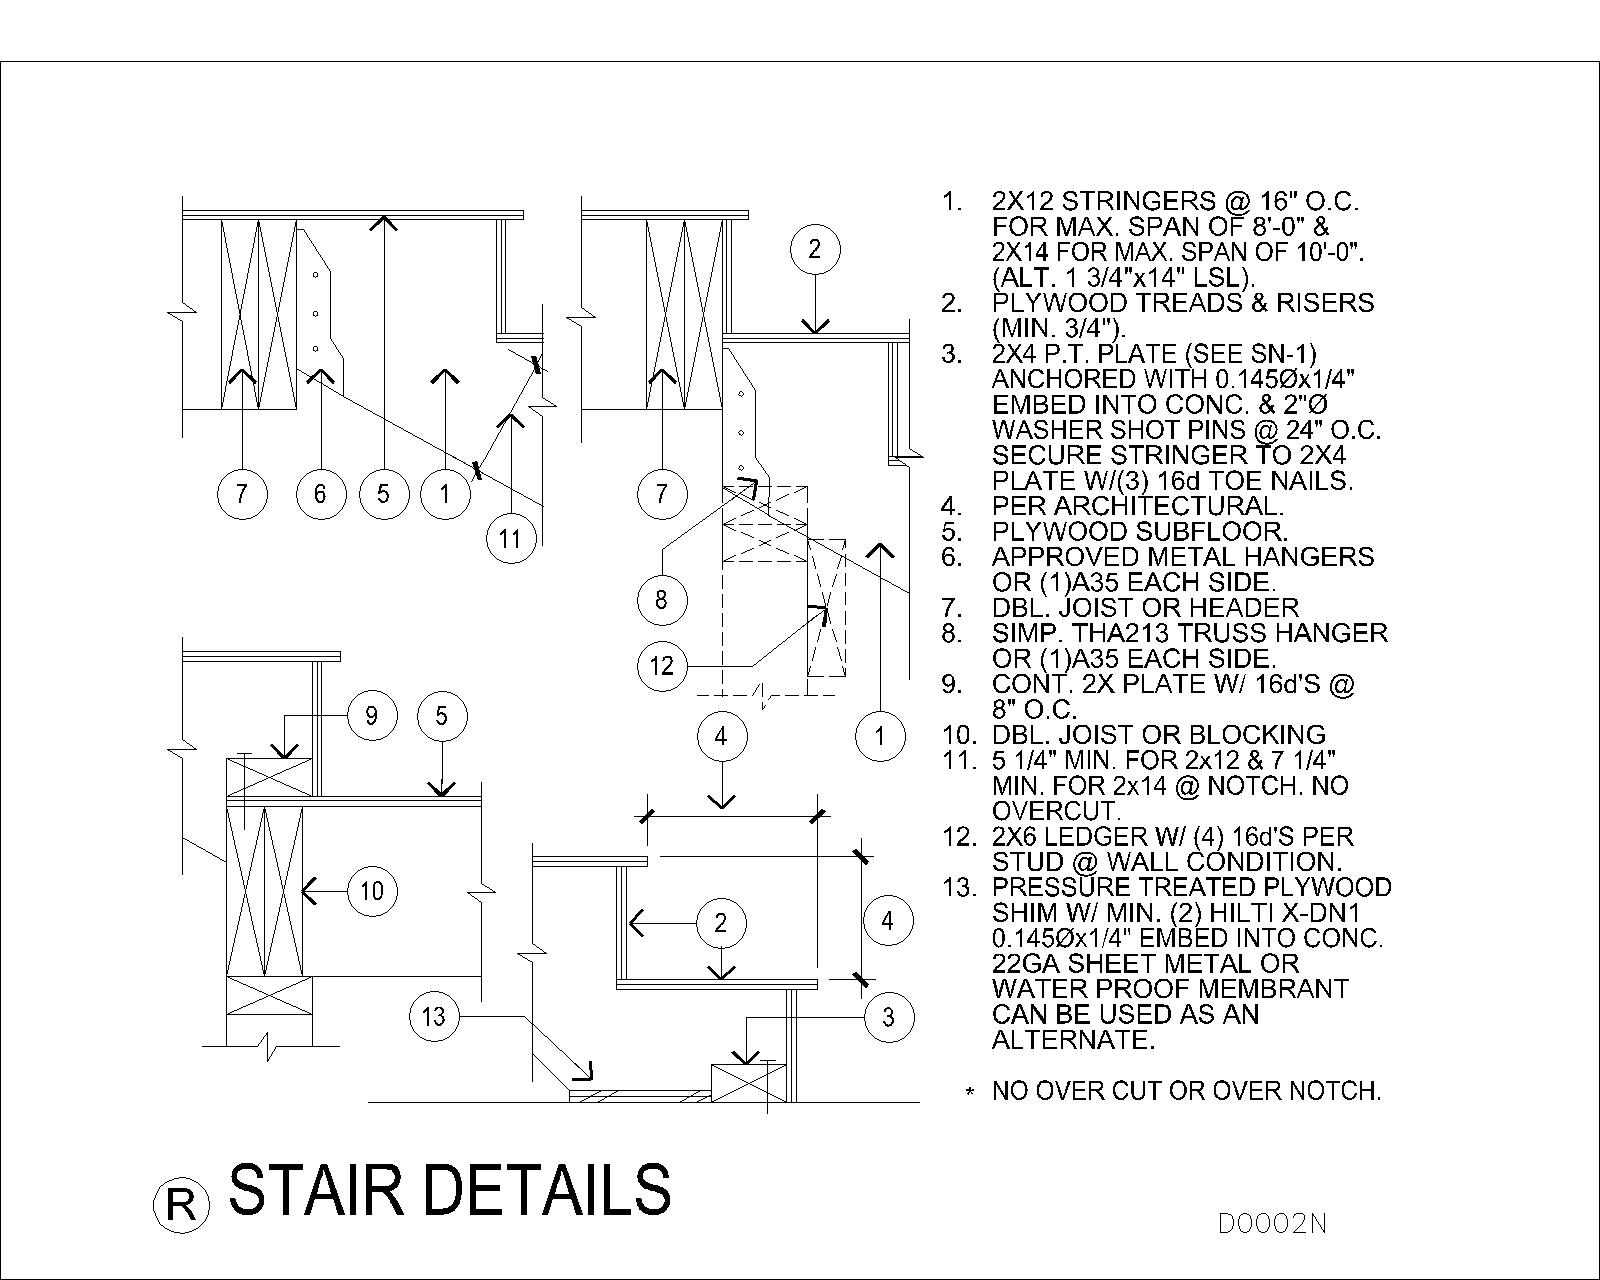 1. 2X12 STRINGERS @ 16" O.C.
FOR MAX. SPAN OF 8'-0" &
2X14 FOR MAX. SPAN OF 10'-0".
(ALT. 1 3/4"x14" LSL).
2. PLYWOOD TREADS & RISERS
(MIN. 3/4").
3. 2X4 P.T. PLATE (SEE SN-1)
ANCHORED WITH 0.145Øx1/4"
EMBED INTO CONC. & 2"Ø
WASHER SHOT PINS @ 24" O.C.
SECURE STRINGER TO 2X4
PLATE W/(3) 16d TOE NAILS.
4. PER ARCHITECTURAL.
5. PLYWOOD SUBFLOOR.
6. APPROVED METAL HANGERS
OR (1)A35 EACH SIDE.
7. DBL. JOIST OR HEADER
8. SIMP. THA213 TRUSS HANGER
OR (1)A35 EACH SIDE.
9. CONT. 2X PLATE W/ 16d'S @
8" O.C.
10. DBL. JOIST OR BLOCKING
11. 5 1/4" MIN. FOR 2x12 & 7 1/4"
MIN. FOR 2x14 @ NOTCH. NO
OVERCUT.
12. 2X6 LEDGER W/ (4) 16d'S PER
STUD @ WALL CONDITION.
13. PRESSURE TREATED PLYWOOD
SHIM W/ MIN. (2) HILTI X-DN1
0.145Øx1/4" EMBED INTO CONC.
22GA SHEET METAL OR
WATER PROOF MEMBRANT
CAN BE USED AS AN
ALTERNATE.
* NO OVER CUT OR OVER NOTCH.
2
7 6 5 1
11
7
8
12
9 5
4
1
10
2
4
13
3
R STAIR DETAILS
D0002N